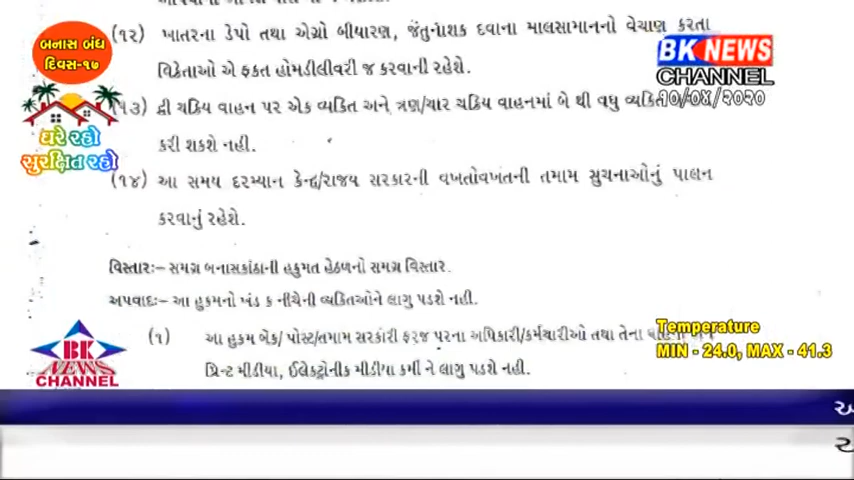 (૧૨) ખાતરના ડેપો તથા એગ્રો બીયારણ, જંતુનાશક દવાના માલસામાનનો વેચાણ કરતા
વિક્રેતાઓ એ ફકત હોમડીલીવરી જ કરવાની રહેશે.
(૧૩) દ્વી ચક્રિય વાહન પર એક વ્યકિત અને ત્રણ/ચાર ચક્રિય વાહનમાં બે થી વધુ
કરી શકશે નહી.
(૧૪) આ સમય દરમ્યાન કેન્દ્ર/રાજય સરકારની વખતોવખતની તમામ સુચનાઓનું પાલન
કરવાનું રહેશે.
વિસ્તારઃ- સમગ્ર બનાસકાંઠાની હકુમત હેઠળનો સમગ્ર વિસ્તાર.
અપવાદઃ- આ હુકમનો ખંડ ક નીચેની વ્યકિતઓને લાગુ પડશે નહી.
(૧) આ હુકમ બેંક/ પોસ્ટ/તમામ સરકારી ફરજ પરના અધિકારી/કર્મચારીઓ તથા તેના
પ્રિન્ટ મીડીયા, ઈલેકટ્રોનીક મીડીયા કર્મી ને લાગુ પડશે નહી.
બનાસ બંધ
દિવસ-૧૭
ઘરે રહો
સુરક્ષિત રહો
BK NEWS
CHANNEL
૧૦/૦૪/૨૦૨૦
Temperature
MIN - 24.0, MAX - 41.3
BK
NEWS
CHANNEL